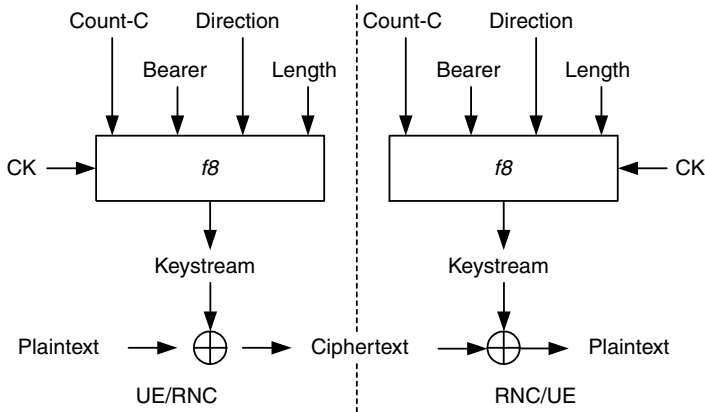 Count-C Direction Count-C Direction
Bearer Length Bearer Length
CK f8 f8 CK
Keystream Keystream
Plaintext Ciphertext Plaintext
UE/RNC RNC/UE